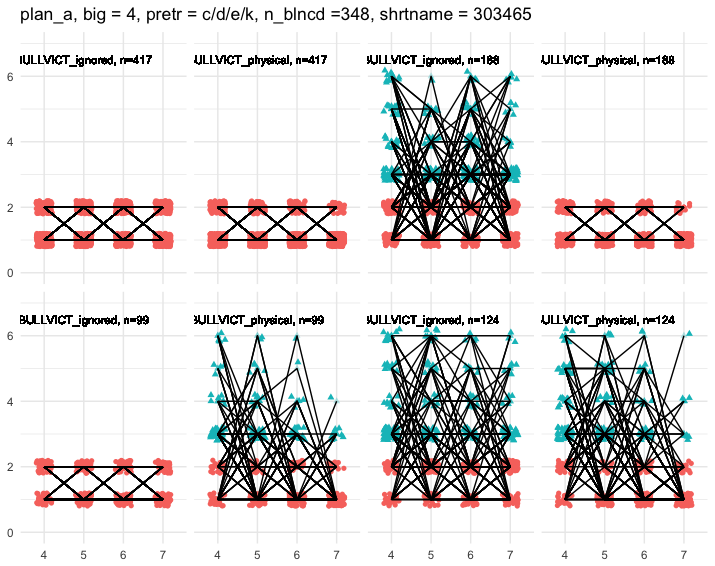 plan_a, big = 4, pretr = c/d/e/k, n_blncd =348, shrtname = 303465
BULLVICT_ignored, n=417 BULLVICT_physical, n=417 BULLVICT_ignored, n=188 BULLVICT_physical, n=188
6
4
2
0
BULLVICT_ignored, n=99 BULLVICT_physical, n=99 BULLVICT_ignored, n=124 BULLVICT_physical, n=124
6
4
2
0
4 5 6 7 4 5 6 7 4 5 6 7 4 5 6 7